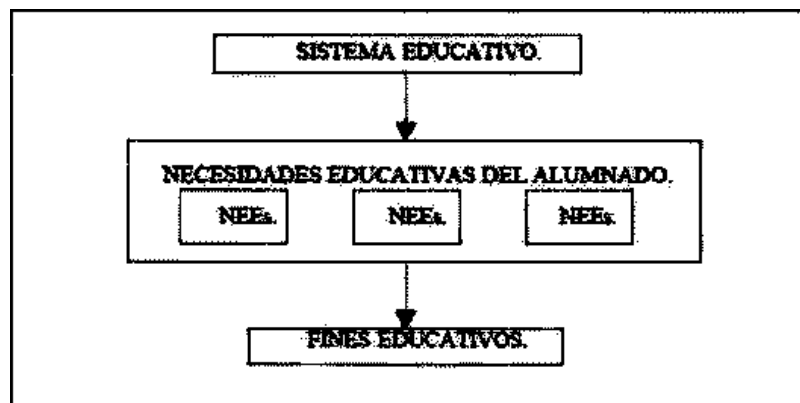 SISTEMA EDUCATIVO.
NECESIDADES EDUCATIVAS DEL ALUMNADO.
NEEs. NEEs. NEEs.
FINES EDUCATIVOS.